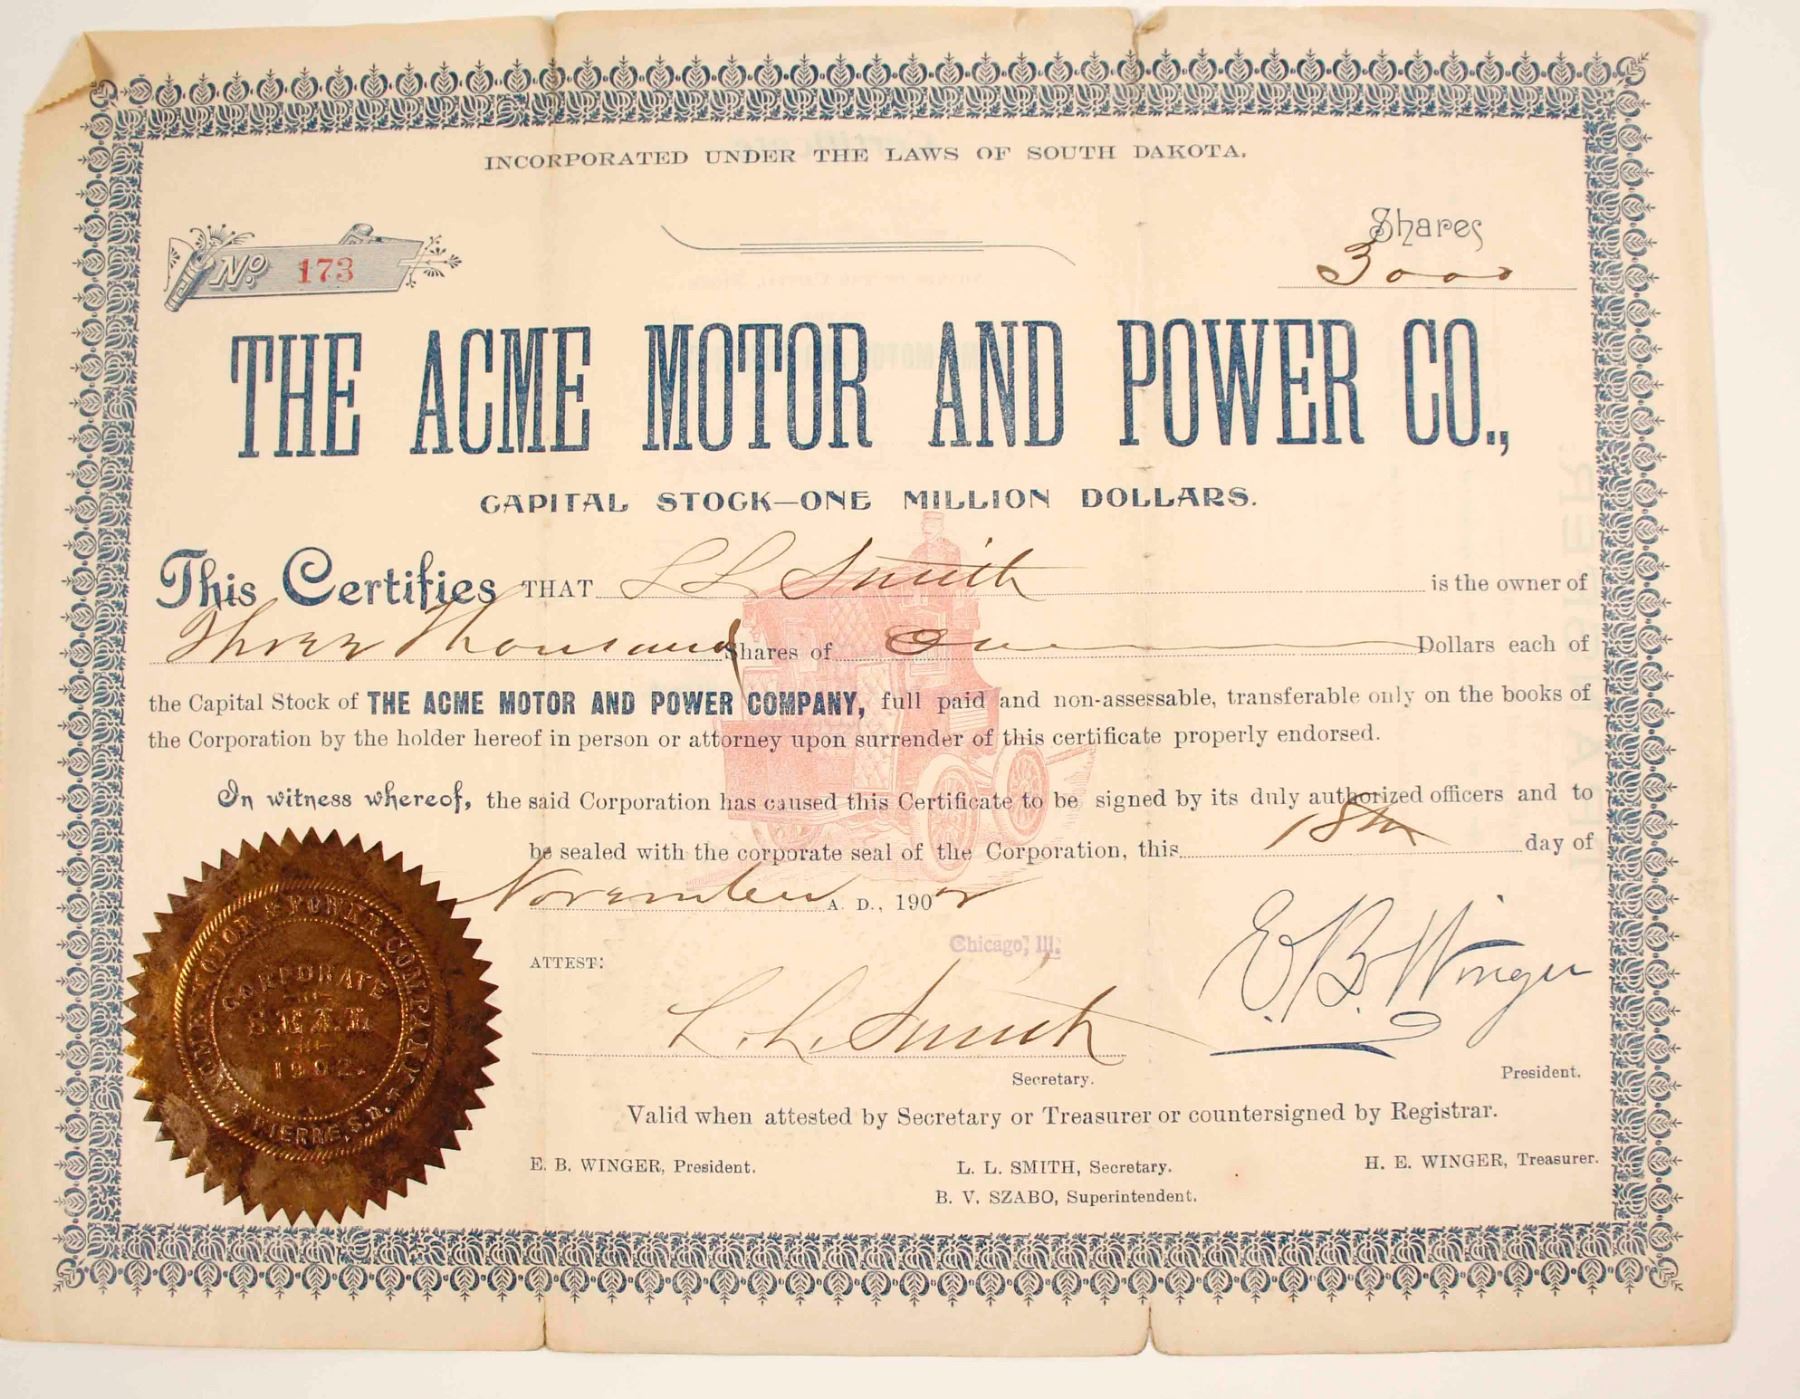 INCORPORATED UNDER THE LAWS OF SOUTH DAKOTA.
No. 173
Shares
3000
THE ACME MOTOR AND POWER CO.,
CAPITAL STOCK—ONE MILLION DOLLARS.
This Certifies THAT L L Smith is the owner of
Three Thousand Shares of One Dollars each of
the Capital Stock of THE ACME MOTOR AND POWER COMPANY, full paid and non-assessable, transferable only on the books of
the Corporation by the holder hereof in person or attorney upon surrender of this certificate properly endorsed.
In witness whereof, the said Corporation has caused this Certificate to be signed by its duly authorized officers and to
be sealed with the corporate seal of the Corporation, this 18th day of
November A. D., 1902
Chicago, Ill.
ATTEST:
L. L. Smith
E. B. Winger
Secretary.
President.
Valid when attested by Secretary or Treasurer or countersigned by Registrar.
E. B. WINGER, President.
L. L. SMITH, Secretary.
H. E. WINGER, Treasurer.
B. V. SZABO, Superintendent.
ACME MOTOR & POWER COMPANY
PIERRE, S.D.
CORPORATE
SEAL
1902.